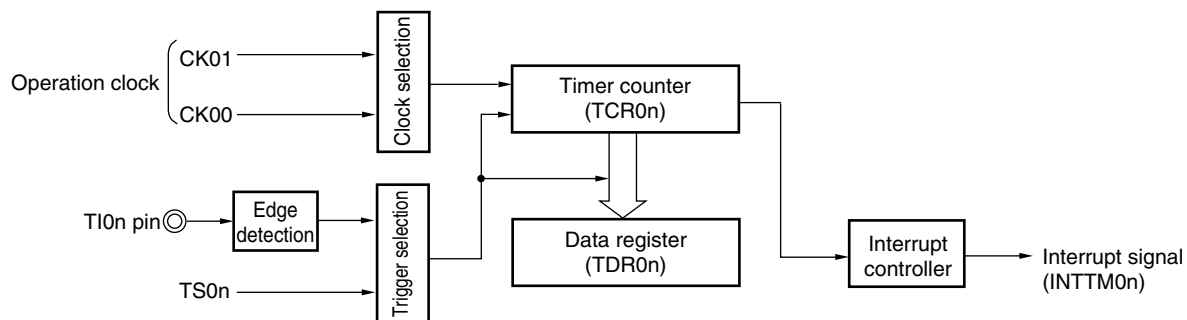 Operation clock
CK01
CK00
Clock selection
Timer counter
(TCR0n)
TI0n pin
Edge
detection
TS0n
Trigger selection
Data register
(TDR0n)
Interrupt
controller
Interrupt signal
(INTTM0n)